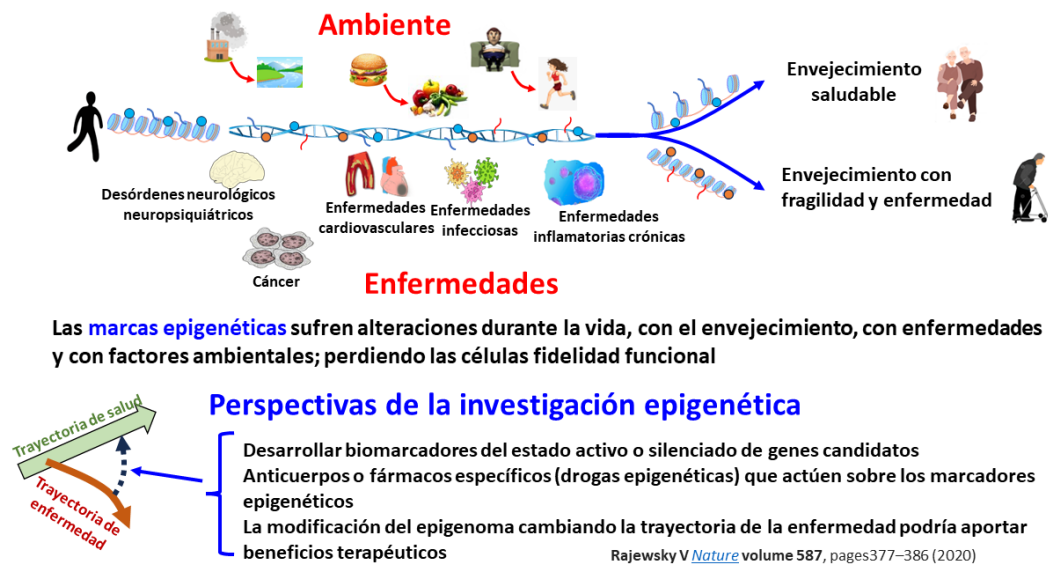 Ambiente
Envejecimiento
saludable
Envejecimiento con
fragilidad y enfermedad
Desórdenes neurológicos
neuropsiquiátricos
Cáncer
Enfermedades
cardiovasculares
Enfermedades
infecciosas
Enfermedades
inflamatorias crónicas
Enfermedades
Las marcas epigenéticas sufren alteraciones durante la vida, con el envejecimiento, con enfermedades
y con factores ambientales; perdiendo las células fidelidad funcional
Perspectivas de la investigación epigenética
Trayectoria de salud
Trayectoria de
enfermedad
Desarrollar biomarcadores del estado activo o silenciado de genes candidatos
Anticuerpos o fármacos específicos (drogas epigenéticas) que actúen sobre los marcadores
epigenéticos
La modificación del epigenoma cambiando la trayectoria de la enfermedad podría aportar
beneficios terapéuticos
Rajewsky V Nature volume 587, pages377–386 (2020)